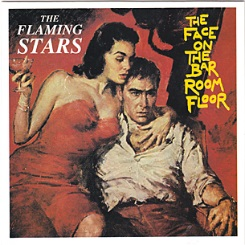 THE
FLAMING
STARS
THE
FACE
ON
THE
BAR
ROOM
FLOOR